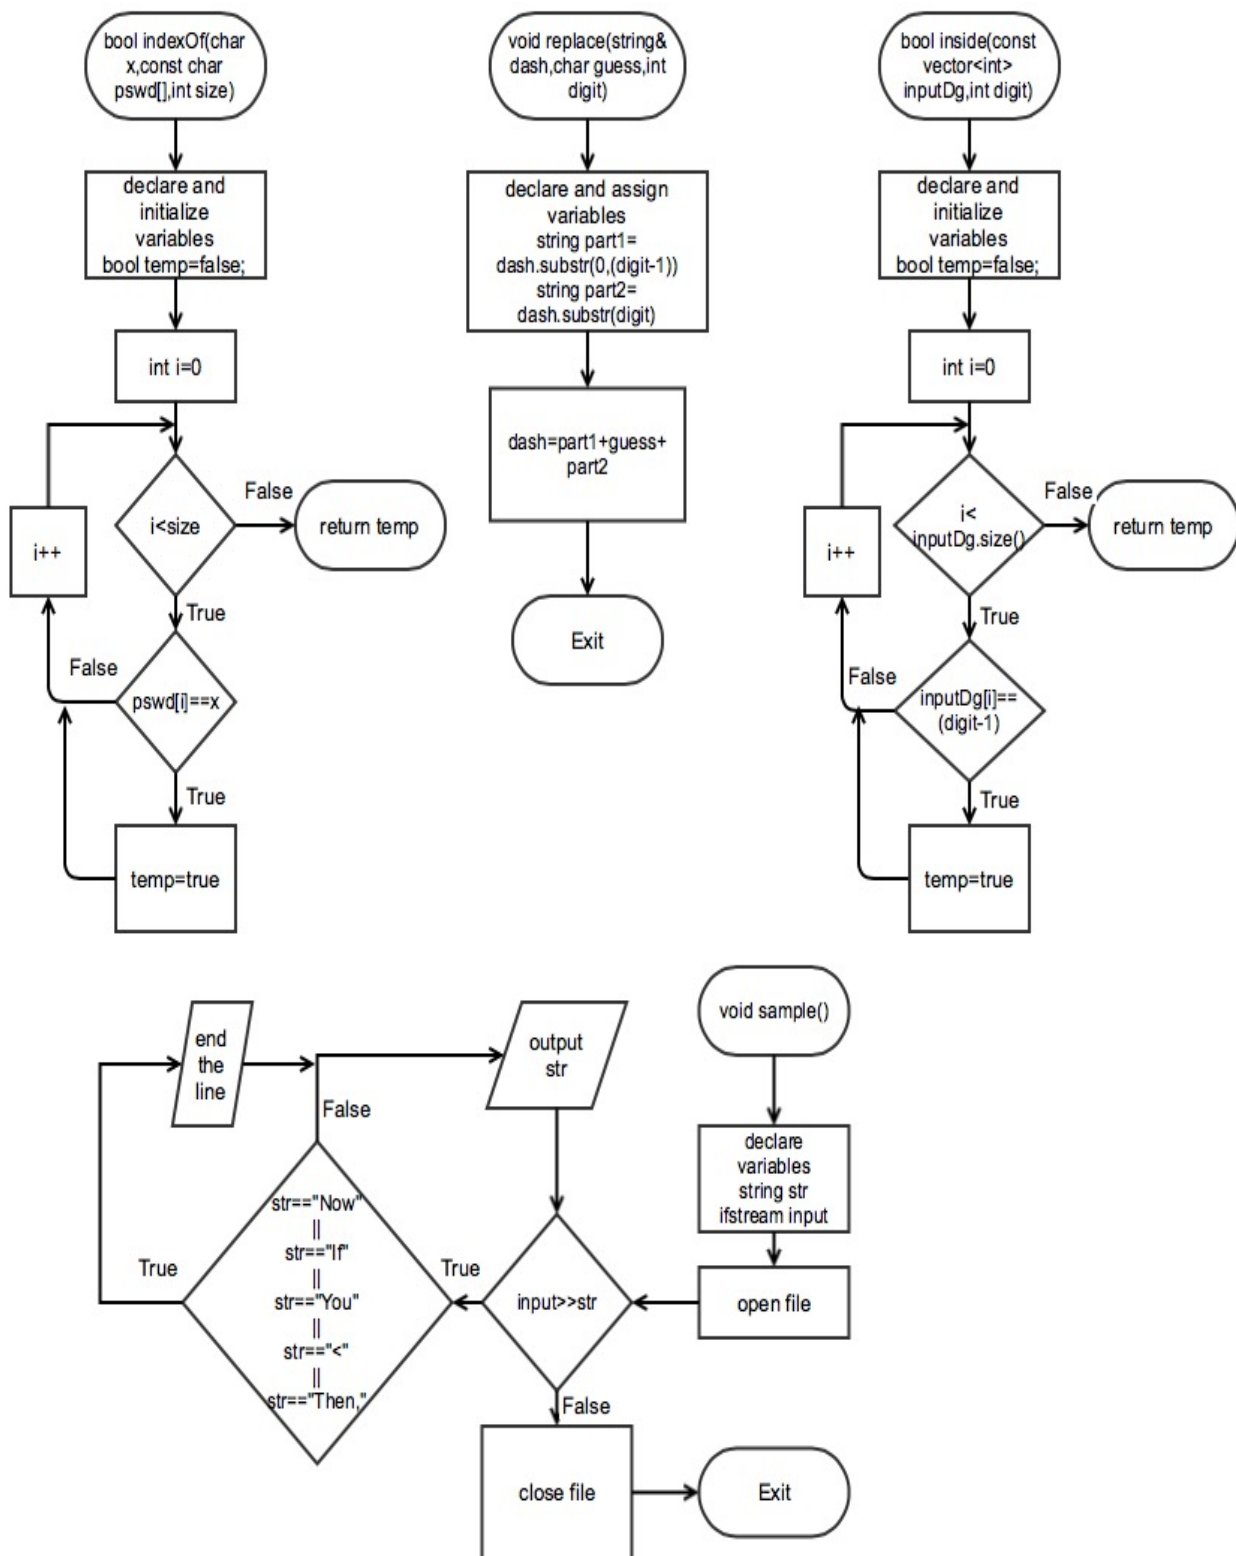 bool indexOf(char
x,const char
pswd[],int size)
declare and
initialize
variables
bool temp=false;
int i=0
i<size
False
return temp
i++
True
False
pswd[i]==x
True
temp=true
void replace(string&
dash,char guess,int
digit)
declare and assign
variables
string part1=
dash.substr(0,(digit-1))
string part2=
dash.substr(digit)
dash=part1+guess+
part2
Exit
bool inside(const
vector<int>
inputDg,int digit)
declare and
initialize
variables
bool temp=false;
int i=0
i<
inputDg.size()
False
return temp
i++
True
False
inputDg[i]==
(digit-1)
True
temp=true
void sample()
declare
variables
string str
ifstream input
open file
input>>str
True
False
close file
Exit
str=="Now"
||
str=="If"
||
str=="You"
||
str=="<"
||
str=="Then,"
True
False
end
the
line
output
str